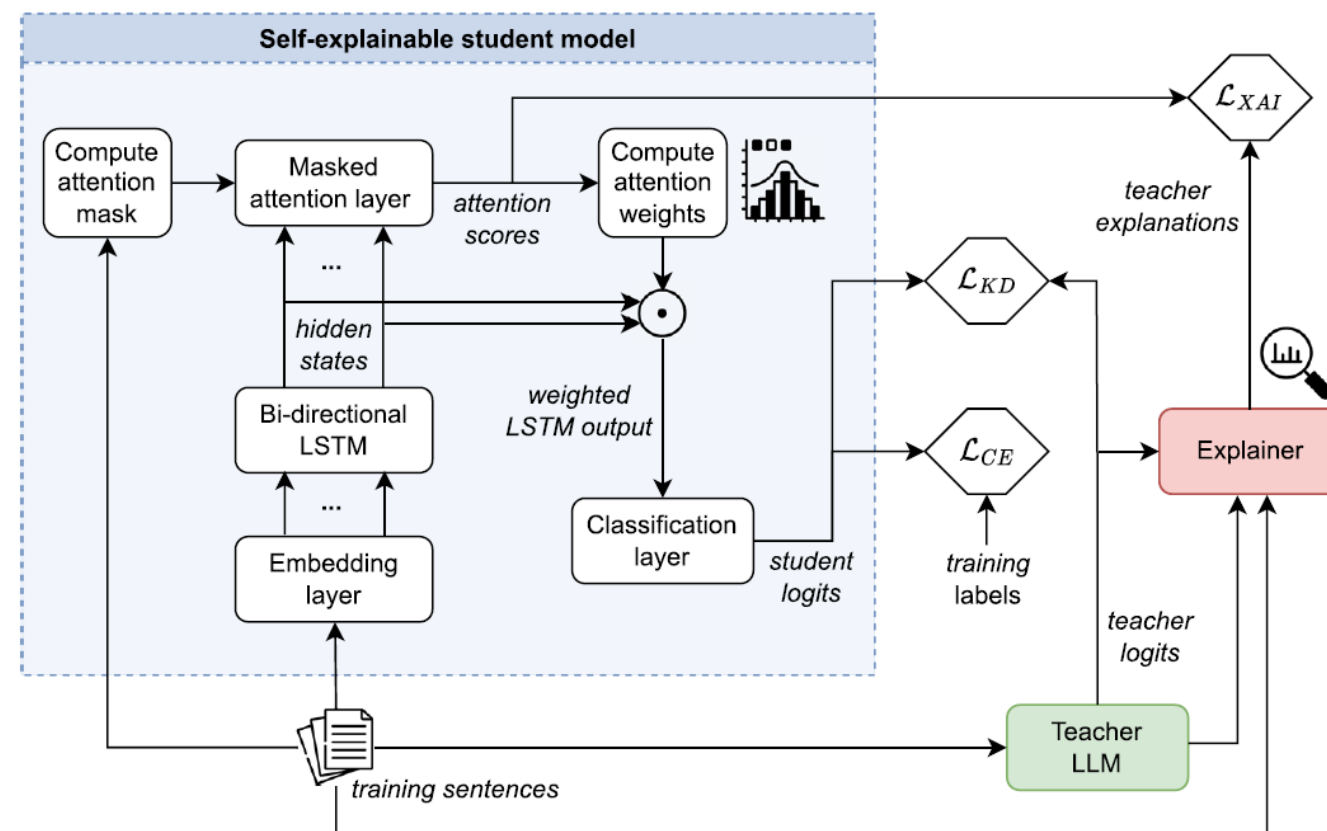 Self-explainable student model
Compute
attention
mask
Masked
attention layer
attention
scores
Compute
attention
weights
ℒ_XAI
teacher
explanations
...
hidden
states
ℒ_KD
Bi-directional
LSTM
weighted
LSTM output
ℒ_CE
Explainer
...
Embedding
layer
Classification
layer
student
logits
training
labels
teacher
logits
Teacher
LLM
training sentences